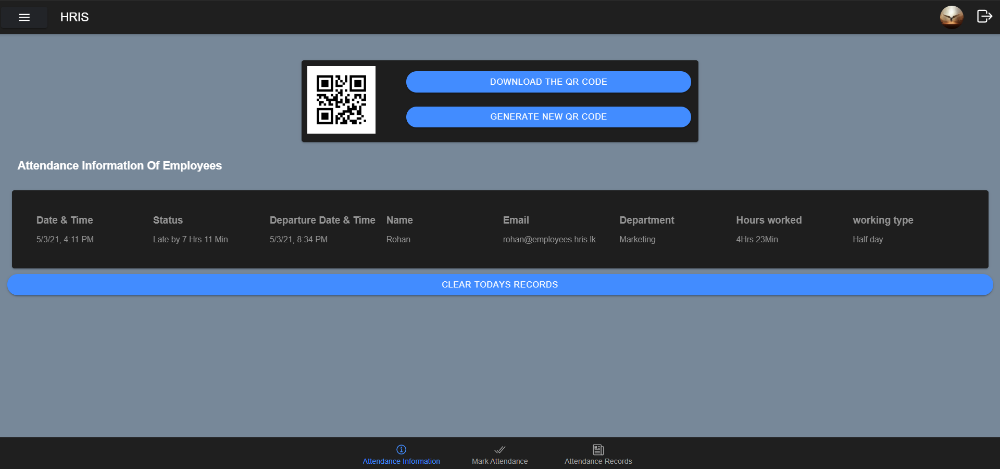 HRIS
DOWNLOAD THE QR CODE
GENERATE NEW QR CODE
Attendance Information Of Employees
Date & Time Status Departure Date & Time Name Email Department Hours worked working type
5/3/21, 4:11 PM Late by 7 Hrs 11 Min 5/3/21, 8:34 PM Rohan rohan@employees.hris.lk Marketing 4Hrs 23Min Half day
CLEAR TODAYS RECORDS
Attendance Information Mark Attendance Attendance Records